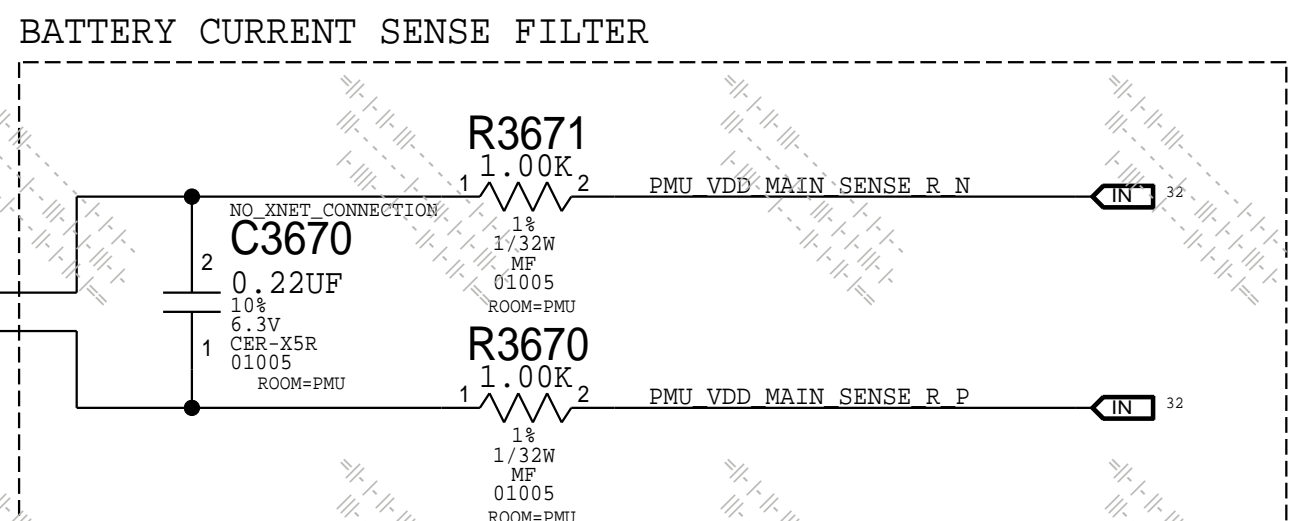 BATTERY CURRENT SENSE FILTER
R3671
1.00K
1 2
PMU_VDD_MAIN_SENSE_R_N
IN 32
1%
1/32W
MF
01005
ROOM=PMU
NO_XNET_CONNECTION
C3670
2
0.22UF
10%
6.3V
1
CER-X5R
01005
ROOM=PMU
R3670
1.00K
1 2
PMU_VDD_MAIN_SENSE_R_P
IN 32
1%
1/32W
MF
01005
ROOM=PMU